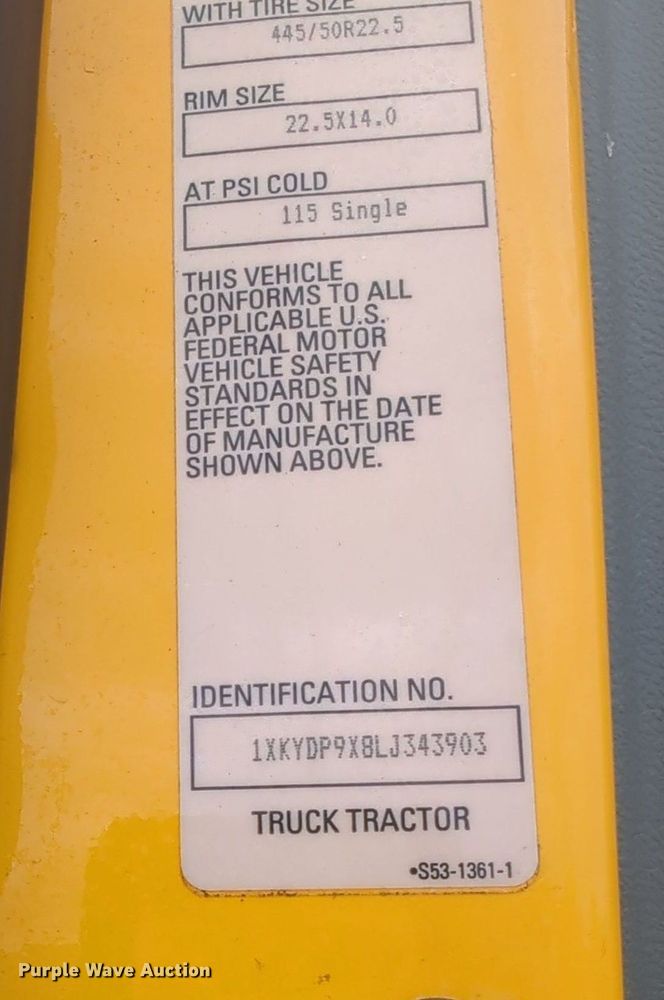 WITH TIRE SIZE
445/50R22.5
RIM SIZE
22.5X14.0
AT PSI COLD
115 Single
THIS VEHICLE
CONFORMS TO ALL
APPLICABLE U.S.
FEDERAL MOTOR
VEHICLE SAFETY
STANDARDS IN
EFFECT ON THE DATE
OF MANUFACTURE
SHOWN ABOVE.
IDENTIFICATION NO.
1XKYDP9X8LJ343903
TRUCK TRACTOR
•S53-1361-1
Purple Wave Auction